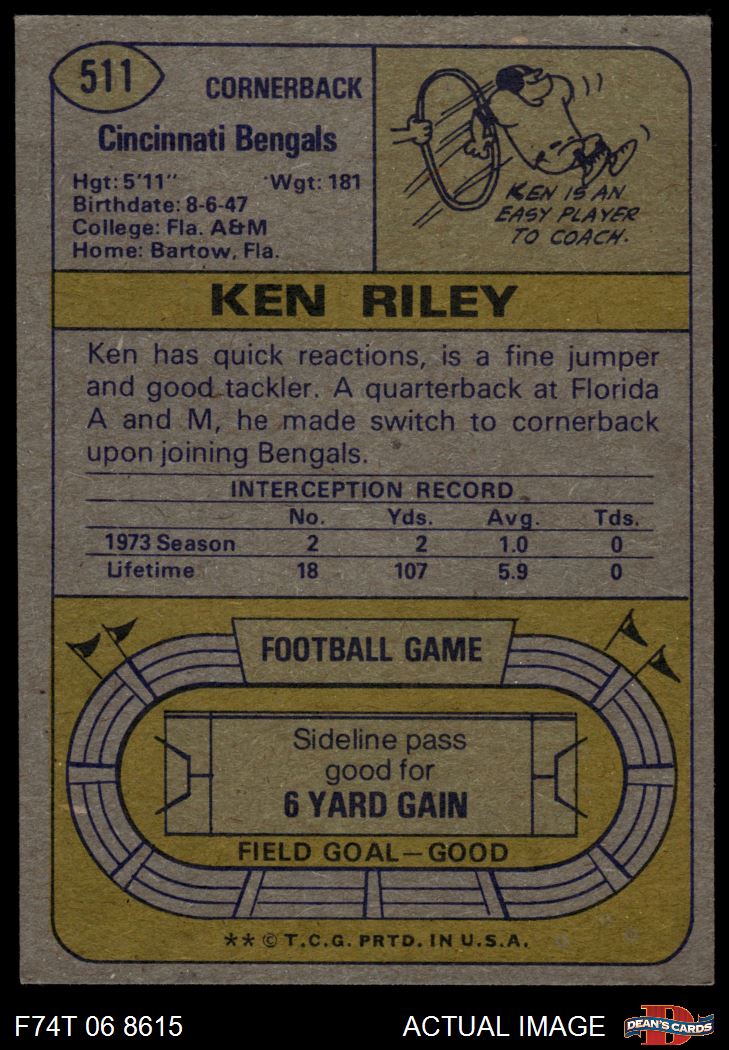 511
CORNERBACK
Cincinnati Bengals
Hgt: 5'11" Wgt: 181
Birthdate: 8-6-47
College: Fla. A&M
Home: Bartow, Fla.
KEN IS AN
EASY PLAYER
TO COACH.
KEN RILEY
Ken has quick reactions, is a fine jumper
and good tackler. A quarterback at Florida
A and M, he made switch to cornerback
upon joining Bengals.
INTERCEPTION RECORD
No. Yds. Avg. Tds.
1973 Season 2 2 1.0 0
Lifetime 18 107 5.9 0
FOOTBALL GAME
Sideline pass
good for
6 YARD GAIN
FIELD GOAL—GOOD
** © T.C.G. PRTD. IN U.S.A.
F74T 06 8615 ACTUAL IMAGE
D
DEAN'S CARDS